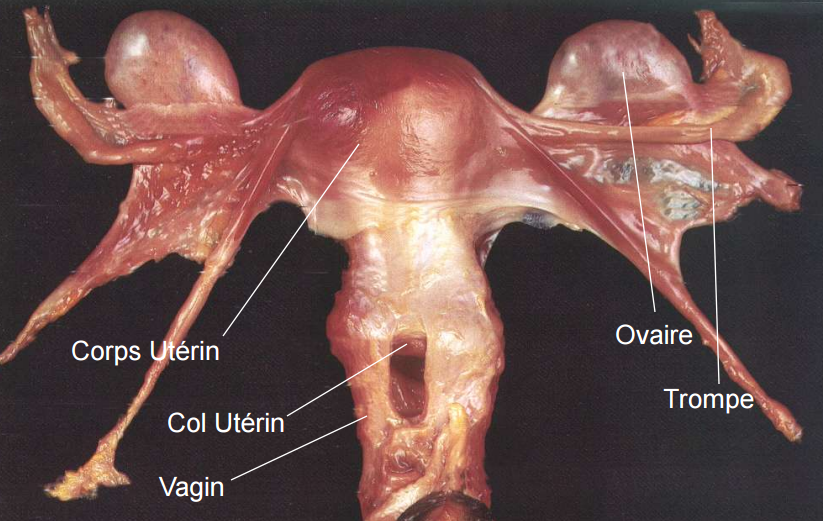 Ovaire
Corps Utérin
Trompe
Col Utérin
Vagin